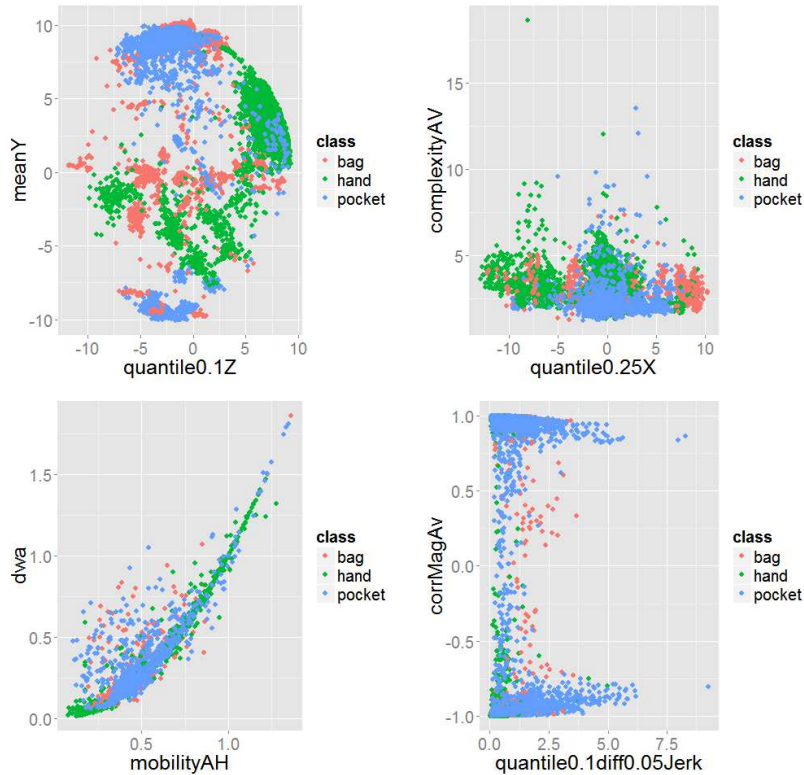 10
5
0
-5
-10
meanY
-10
-5
0
5
10
quantile0.1Z
class
bag
hand
pocket
15
10
5
complexityAV
-10
-5
0
5
10
quantile0.25X
class
bag
hand
pocket
1.5
1.0
0.5
0.0
dwa
0.5
1.0
mobilityAH
class
bag
hand
pocket
1.0
0.5
0.0
-0.5
-1.0
corrMagAv
0.0
2.5
5.0
7.5
quantile0.1diff0.05Jerk
class
bag
hand
pocket